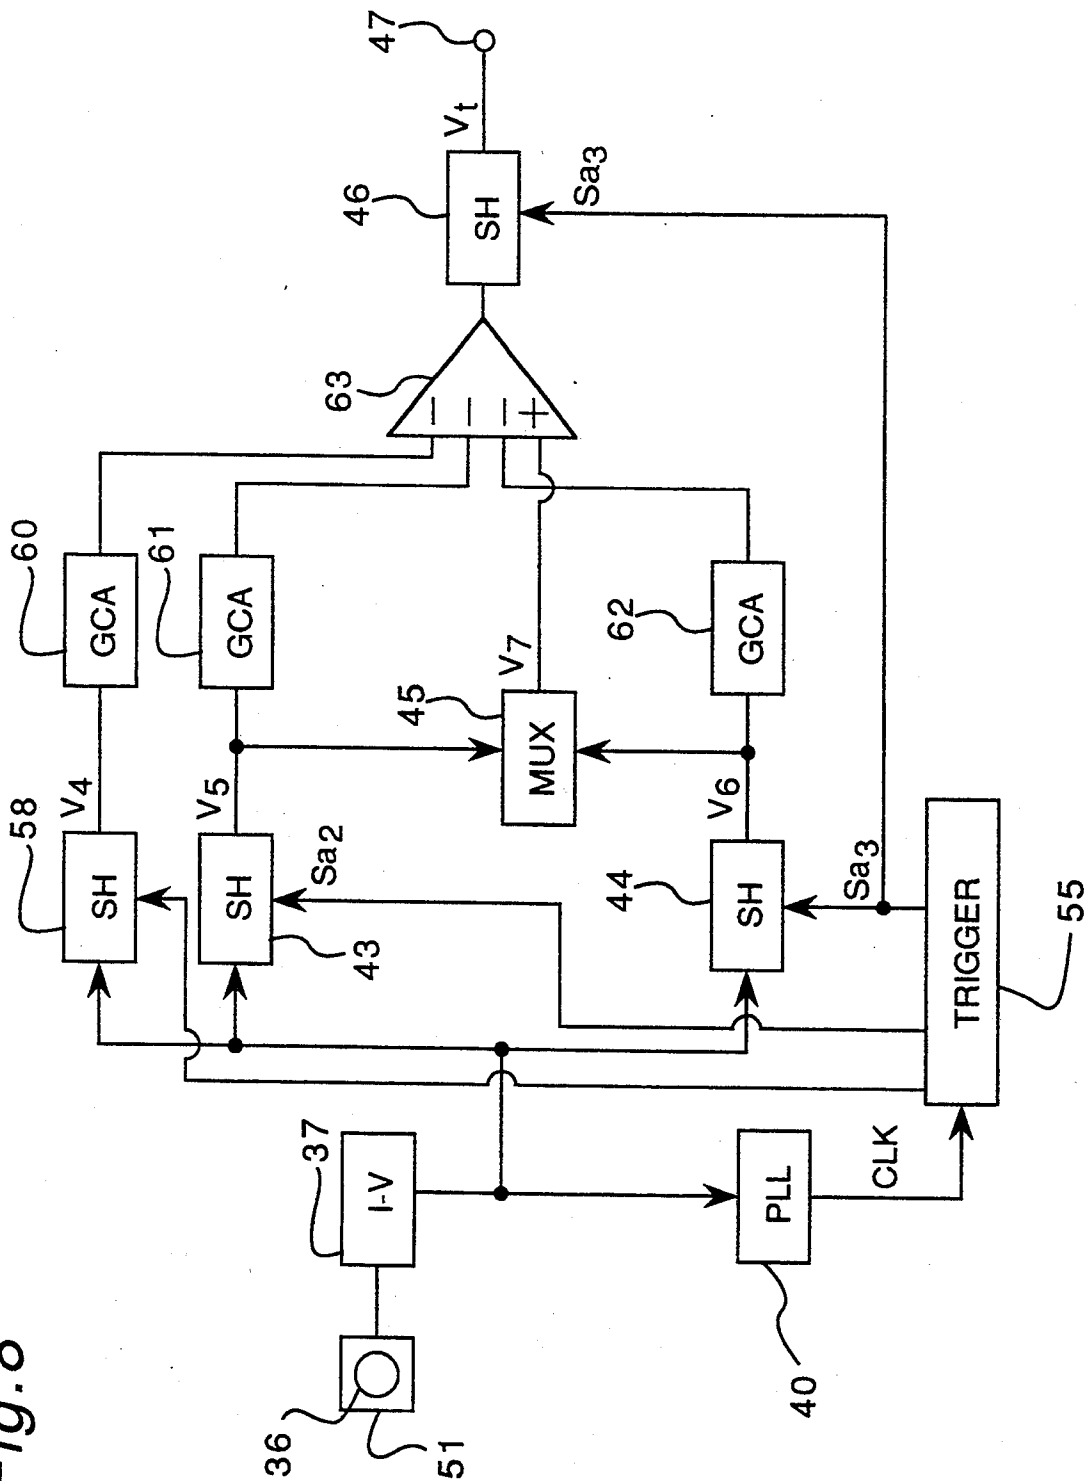 Fig. 8
36
51
I-V
37
PLL
40
CLK
TRIGGER
55
SH
58
V4
GCA
60
SH
43
Sa2
V5
GCA
61
SH
44
Sa3
V6
GCA
62
MUX
45
V7
63
−
−
−
+
SH
46
Sa3
Vt
47